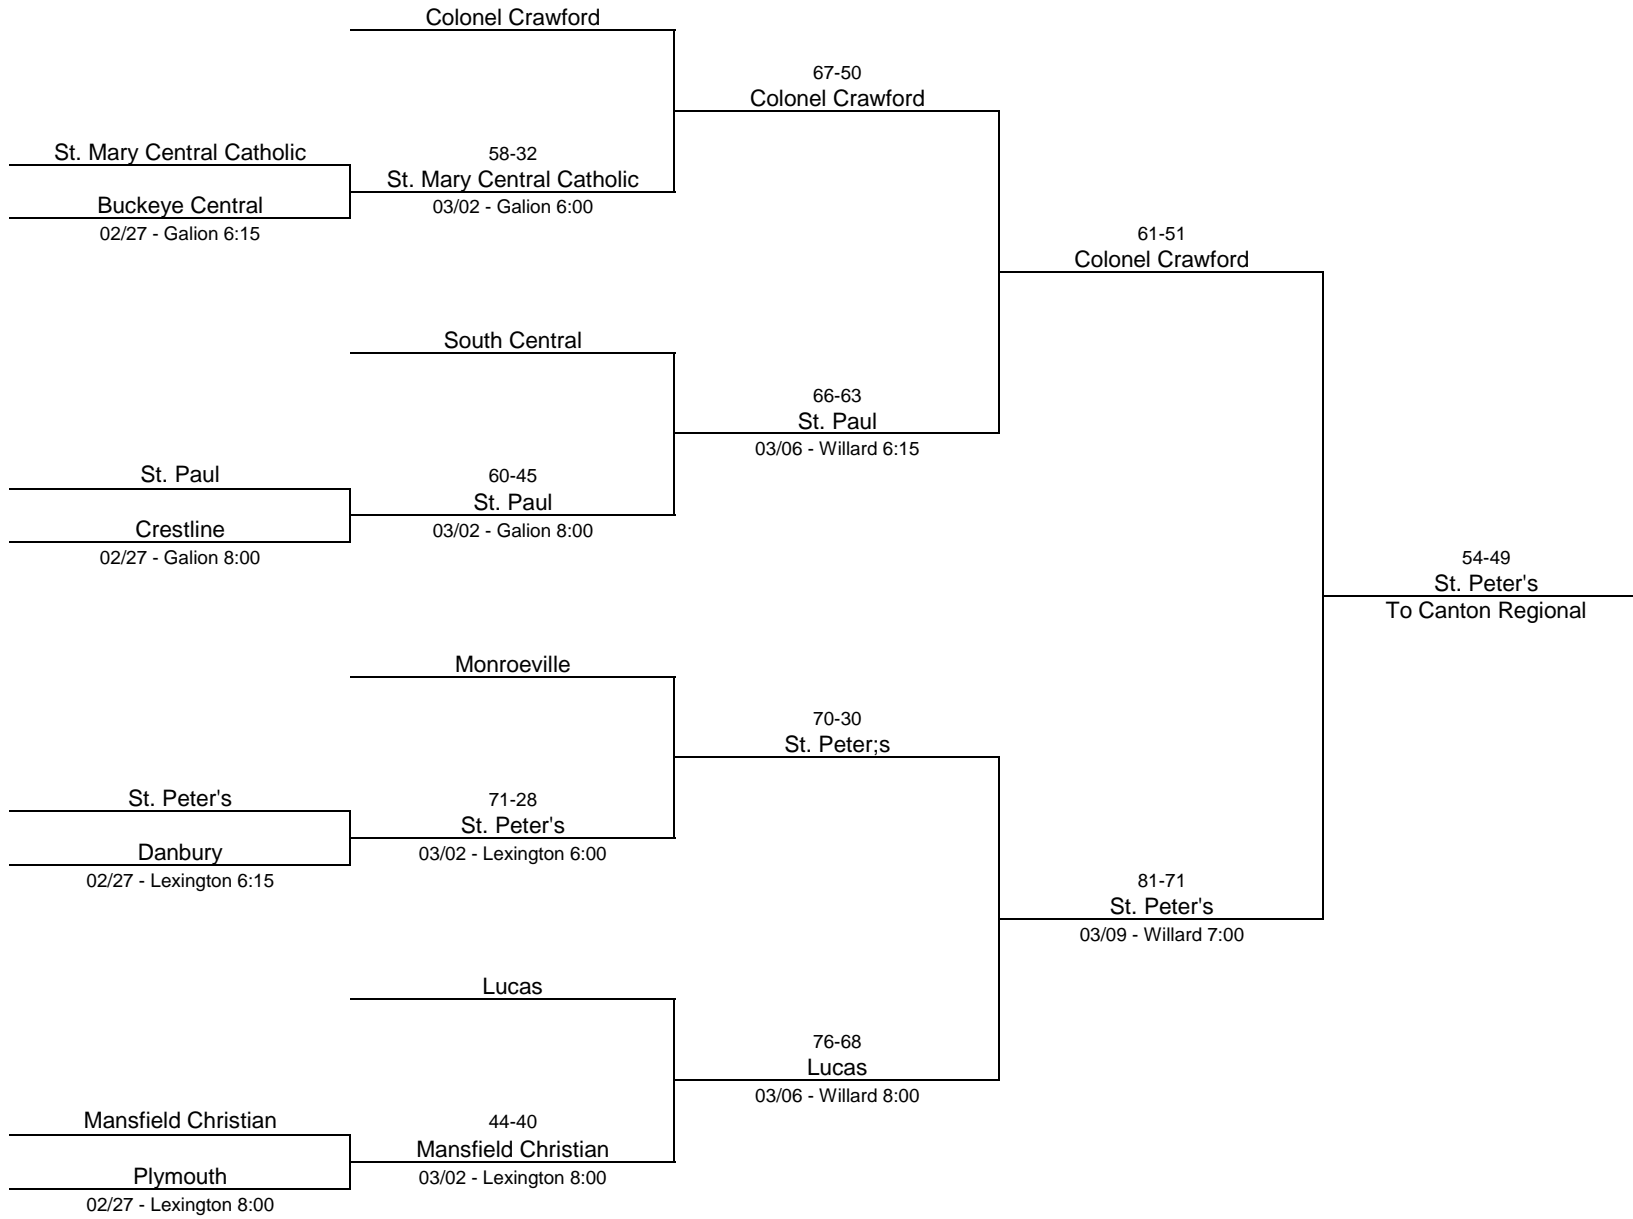 Colonel Crawford
67-50
Colonel Crawford
St. Mary Central Catholic
58-32
St. Mary Central Catholic
Buckeye Central
03/02 - Galion 6:00
02/27 - Galion 6:15
61-51
Colonel Crawford
South Central
66-63
St. Paul
03/06 - Willard 6:15
St. Paul
60-45
St. Paul
Crestline
03/02 - Galion 8:00
02/27 - Galion 8:00
54-49
St. Peter's
To Canton Regional
Monroeville
70-30
St. Peter;s
St. Peter's
71-28
St. Peter's
Danbury
03/02 - Lexington 6:00
02/27 - Lexington 6:15
81-71
St. Peter's
03/09 - Willard 7:00
Lucas
76-68
Lucas
03/06 - Willard 8:00
Mansfield Christian
44-40
Mansfield Christian
Plymouth
03/02 - Lexington 8:00
02/27 - Lexington 8:00